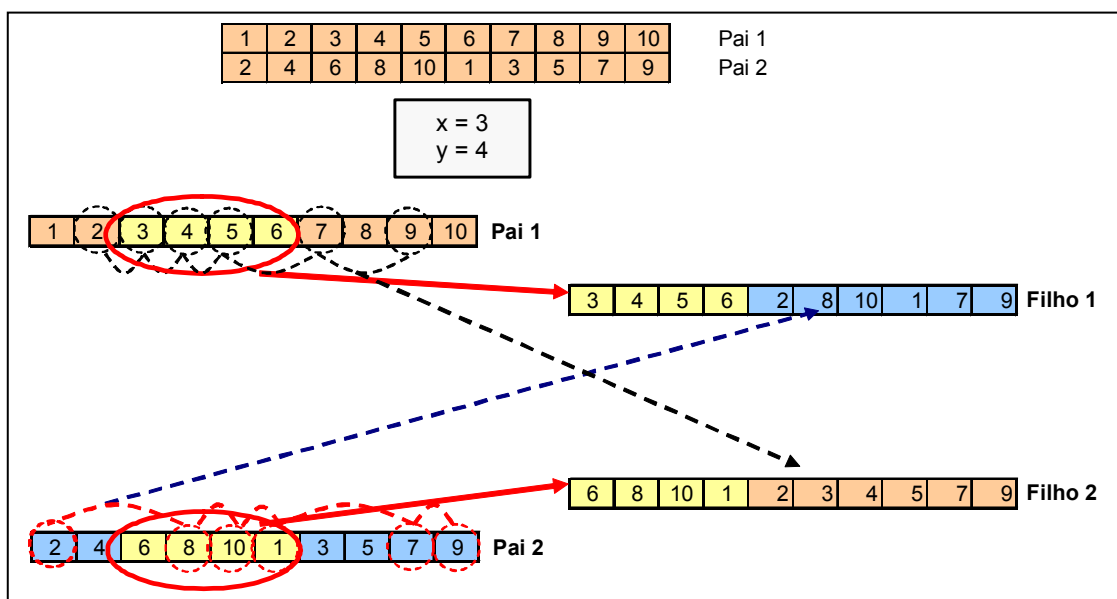 1 2 3 4 5 6 7 8 9 10 Pai 1
2 4 6 8 10 1 3 5 7 9 Pai 2
x = 3
y = 4
1 2 3 4 5 6 7 8 9 10 Pai 1
3 4 5 6 2 8 10 1 7 9 Filho 1
6 8 10 1 2 3 4 5 7 9 Filho 2
2 4 6 8 10 1 3 5 7 9 Pai 2